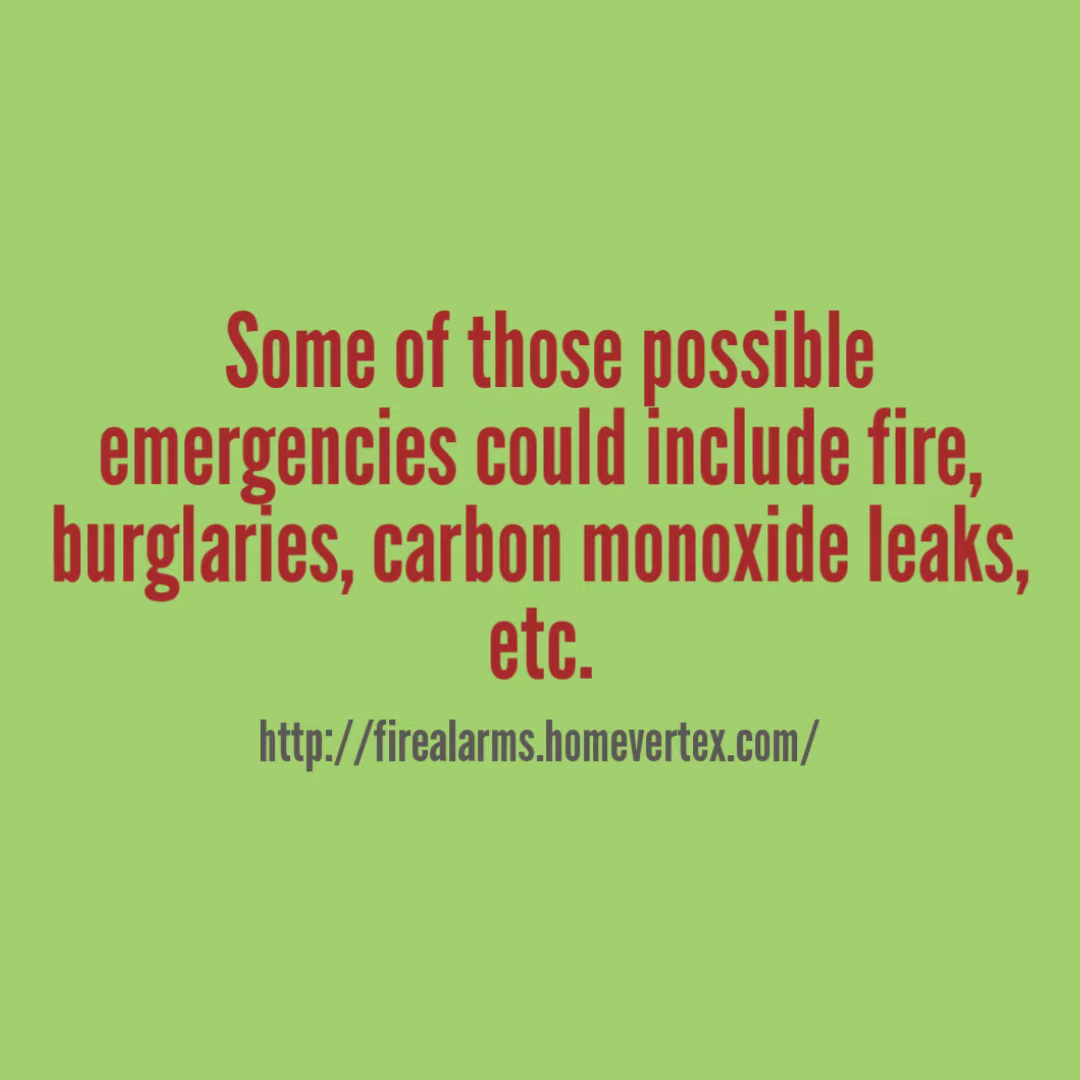 Some of those possible
emergencies could include fire,
burglaries, carbon monoxide leaks,
etc.
http://firealarms.homevertex.com/